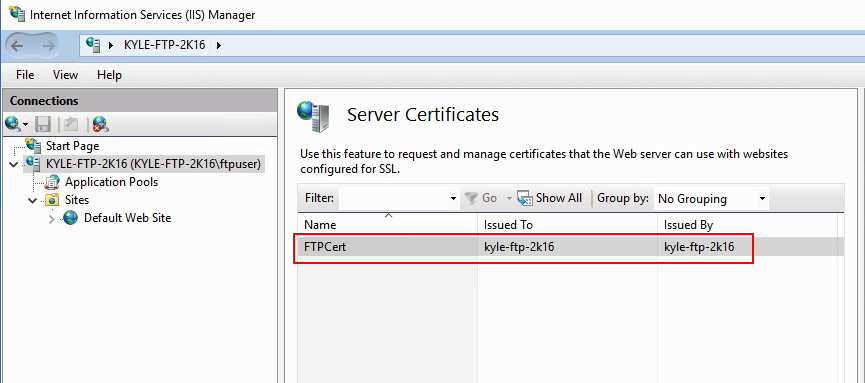 Internet Information Services (IIS) Manager
KYLE-FTP-2K16
File View Help
Connections
Start Page
KYLE-FTP-2K16 (KYLE-FTP-2K16\ftpuser)
Application Pools
Sites
Default Web Site
Server Certificates
Use this feature to request and manage certificates that the Web server can use with websites
configured for SSL.
Filter: Go Show All Group by: No Grouping
Name Issued To Issued By
FTPCert kyle-ftp-2k16 kyle-ftp-2k16